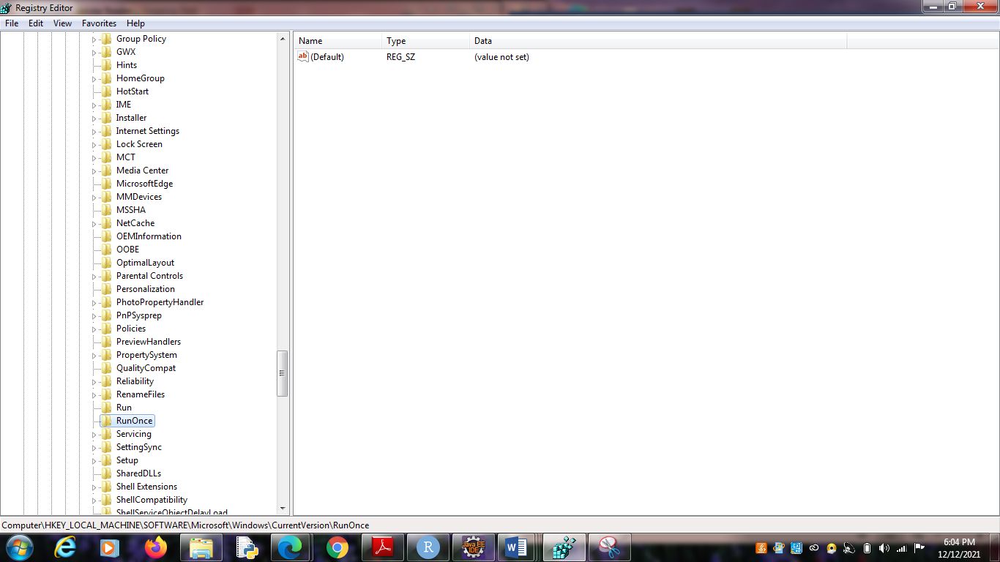 Registry Editor
File Edit View Favorites Help
Group Policy
GWX
Hints
HomeGroup
HotStart
IME
Installer
Internet Settings
Lock Screen
MCT
Media Center
MicrosoftEdge
MMDevices
MSSHA
NetCache
OEMInformation
OOBE
OptimalLayout
Parental Controls
Personalization
PhotoPropertyHandler
PnPSysprep
Policies
PreviewHandlers
PropertySystem
QualityCompat
Reliability
RenameFiles
Run
RunOnce
Servicing
SettingSync
Setup
SharedDLLs
Shell Extensions
ShellCompatibility
ShellServiceObjectDelayLoad
Name Type Data
ab (Default) REG_SZ (value not set)
Computer\HKEY_LOCAL_MACHINE\SOFTWARE\Microsoft\Windows\CurrentVersion\RunOnce
R
Java EE
IDE
W
6:04 PM
12/12/2021